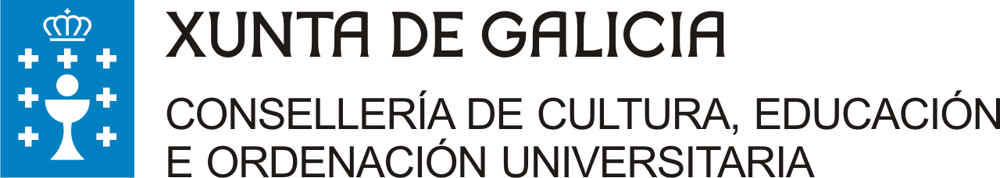 XUNTA DE GALICIA
CONSELLERÍA DE CULTURA, EDUCACIÓN
E ORDENACIÓN UNIVERSITARIA